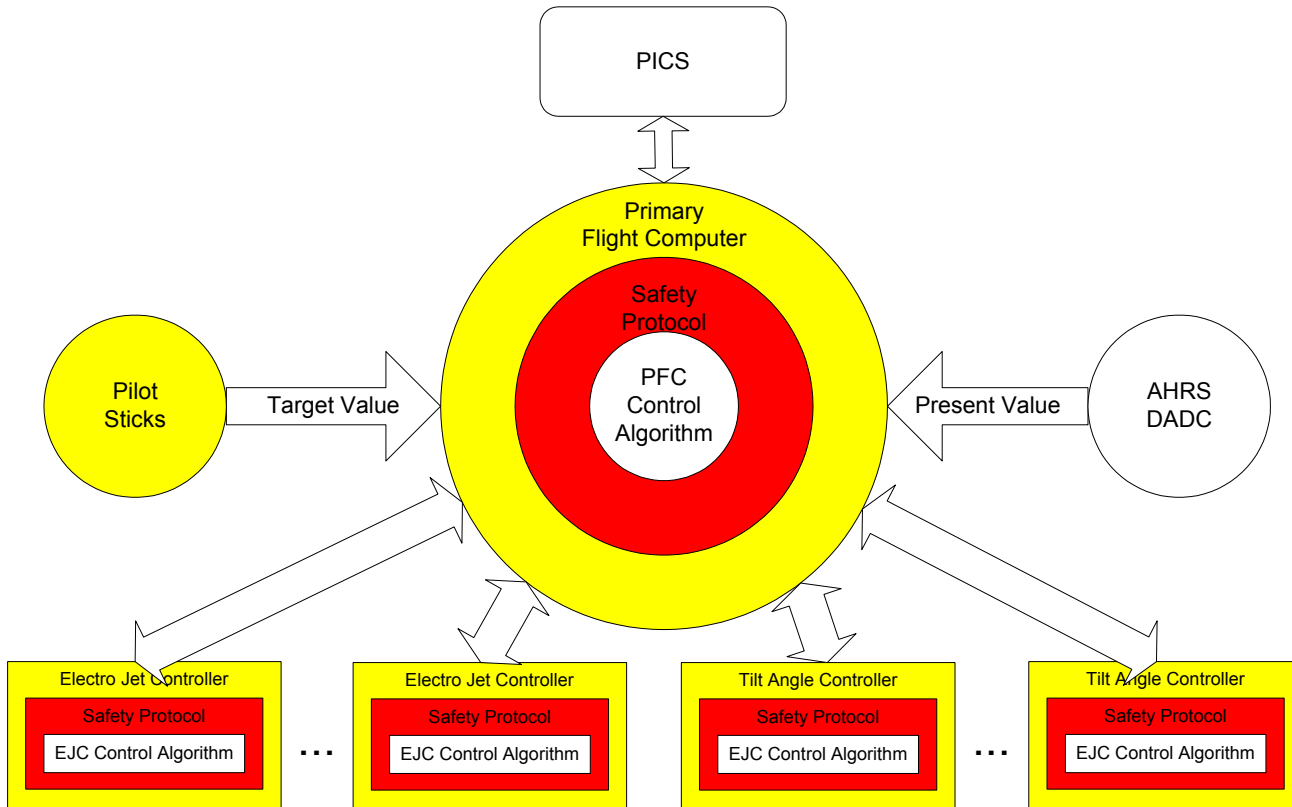 PICS
Primary
Flight Computer
Safety
Protocol
PFC
Control
Algorithm
Pilot
Sticks
Target Value
Present Value
AHRS
DADC
Electro Jet Controller
Safety Protocol
EJC Control Algorithm
...
Electro Jet Controller
Safety Protocol
EJC Control Algorithm
Tilt Angle Controller
Safety Protocol
EJC Control Algorithm
...
Tilt Angle Controller
Safety Protocol
EJC Control Algorithm